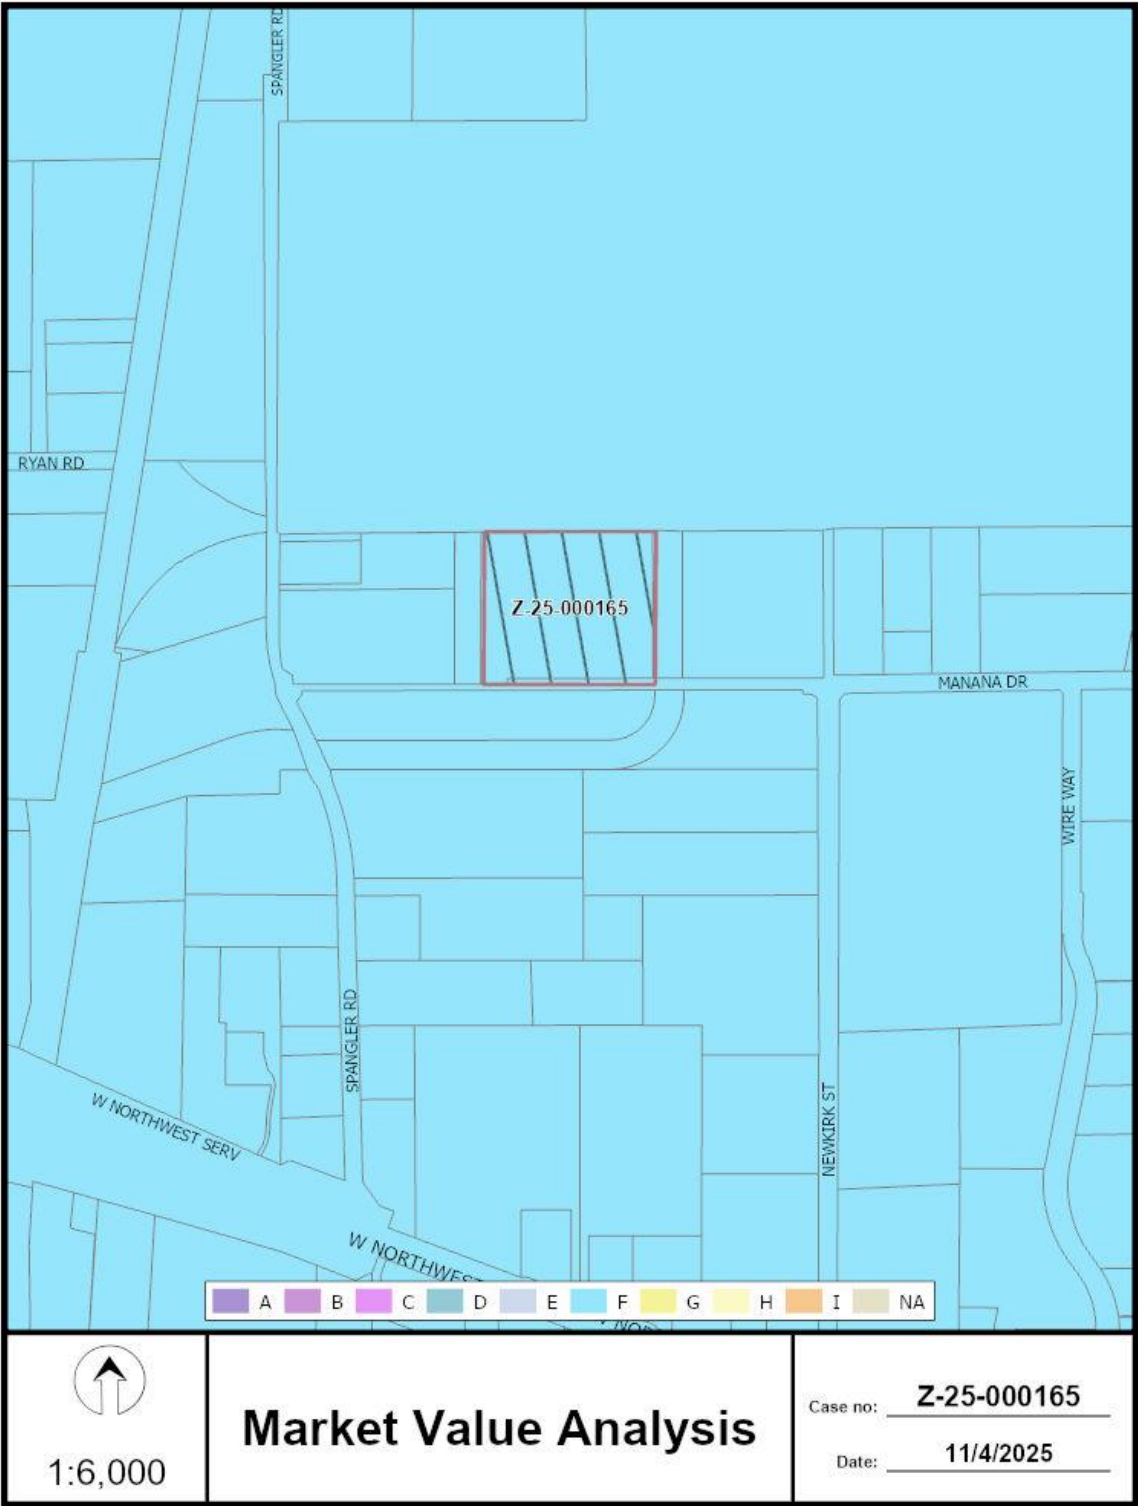 SPANGLER RD
RYAN RD
Z-25-000165
MANANA DR
WIRE WAY
SPANGLER RD
NEWKIRK ST
W NORTHWEST SERV
W NORTHWEST
A B C D E F G H I NA
1:6,000
Market Value Analysis
Case no: Z-25-000165
Date: 11/4/2025